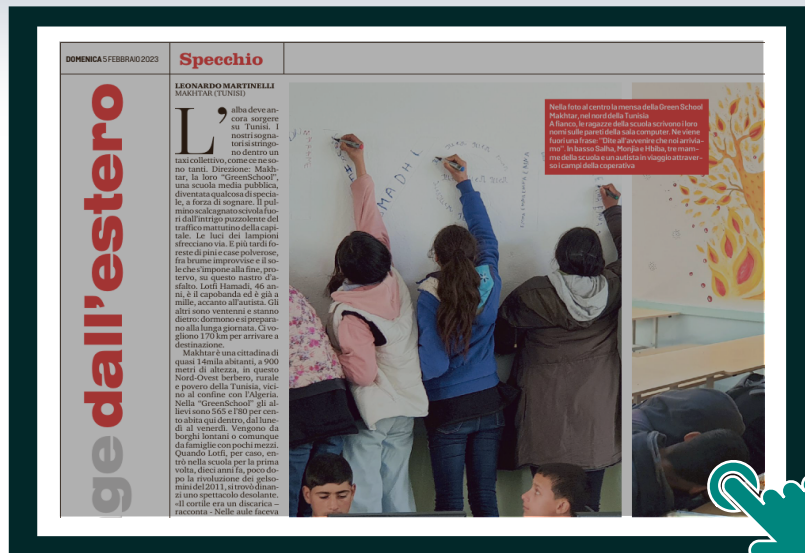 DOMENICA 5 FEBBRAIO 2023
Specchio
ge dall'estero
LEONARDO MARTINELLI
MAKHTAR (TUNISI)
L'alba deve an-
cora sorgere
su Tunisi. I
nostri sogna-
tori si stringo-
no dentro un
taxi collettivo, come ce ne so-
no tanti. Direzione: Makh-
tar, la loro "GreenSchool",
una scuola media pubblica,
diventata qualcosa di specia-
le, a forza di sognare. Il pul-
mino scalcagnato scivola fuo-
ri dall'intrigo puzzolente del
traffico mattutino della capi-
tale. Le luci dei lampioni
sfrecciano via. E più tardi fo-
reste di pini e case polverose,
fra brume improvvise e il so-
le che s'impone alla fine, pro-
tervo, su questo nastro d'a-
sfalto. Lotfi Hamadi, 46 an-
ni, è il capobanda ed è già a
mille, accanto all'autista. Gli
altri sono ventenni e stanno
dietro: dormono e si prepara-
no alla lunga giornata. Ci vo-
gliono 170 km per arrivare a
destinazione.
Makhtar è una cittadina di
quasi 14mila abitanti, a 900
metri di altezza, in questo
Nord-Ovest berbero, rurale
e povero della Tunisia, vici-
no al confine con l'Algeria.
Nella "GreenSchool" gli al-
lievi sono 565 e l'80 per cen-
to abita qui dentro, dal lune-
dì al venerdì. Vengono da
borghi lontani o comunque
da famiglie con pochi mezzi.
Quando Lotfi, per caso, en-
trò nella scuola per la prima
volta, dieci anni fa, poco do-
po la rivoluzione dei gelso-
mini del 2011, si trovò dinan-
zi uno spettacolo desolante.
«Il cortile era un discarica –
racconta - Nelle aule faceva
Nella foto al centro la mensa della Green School
Makhtar, nel nord della Tunisia
A fianco, le ragazze della scuola scrivono i loro
nomi sulle pareti della sala computer. Ne viene
fuori una frase: "Dite all'avvenire che noi arrivia-
mo". In basso Salha, Monjia e Hbiba, tre mam-
me della scuola e un autista in viaggio attraver-
so i campi della coperativa
MADHI